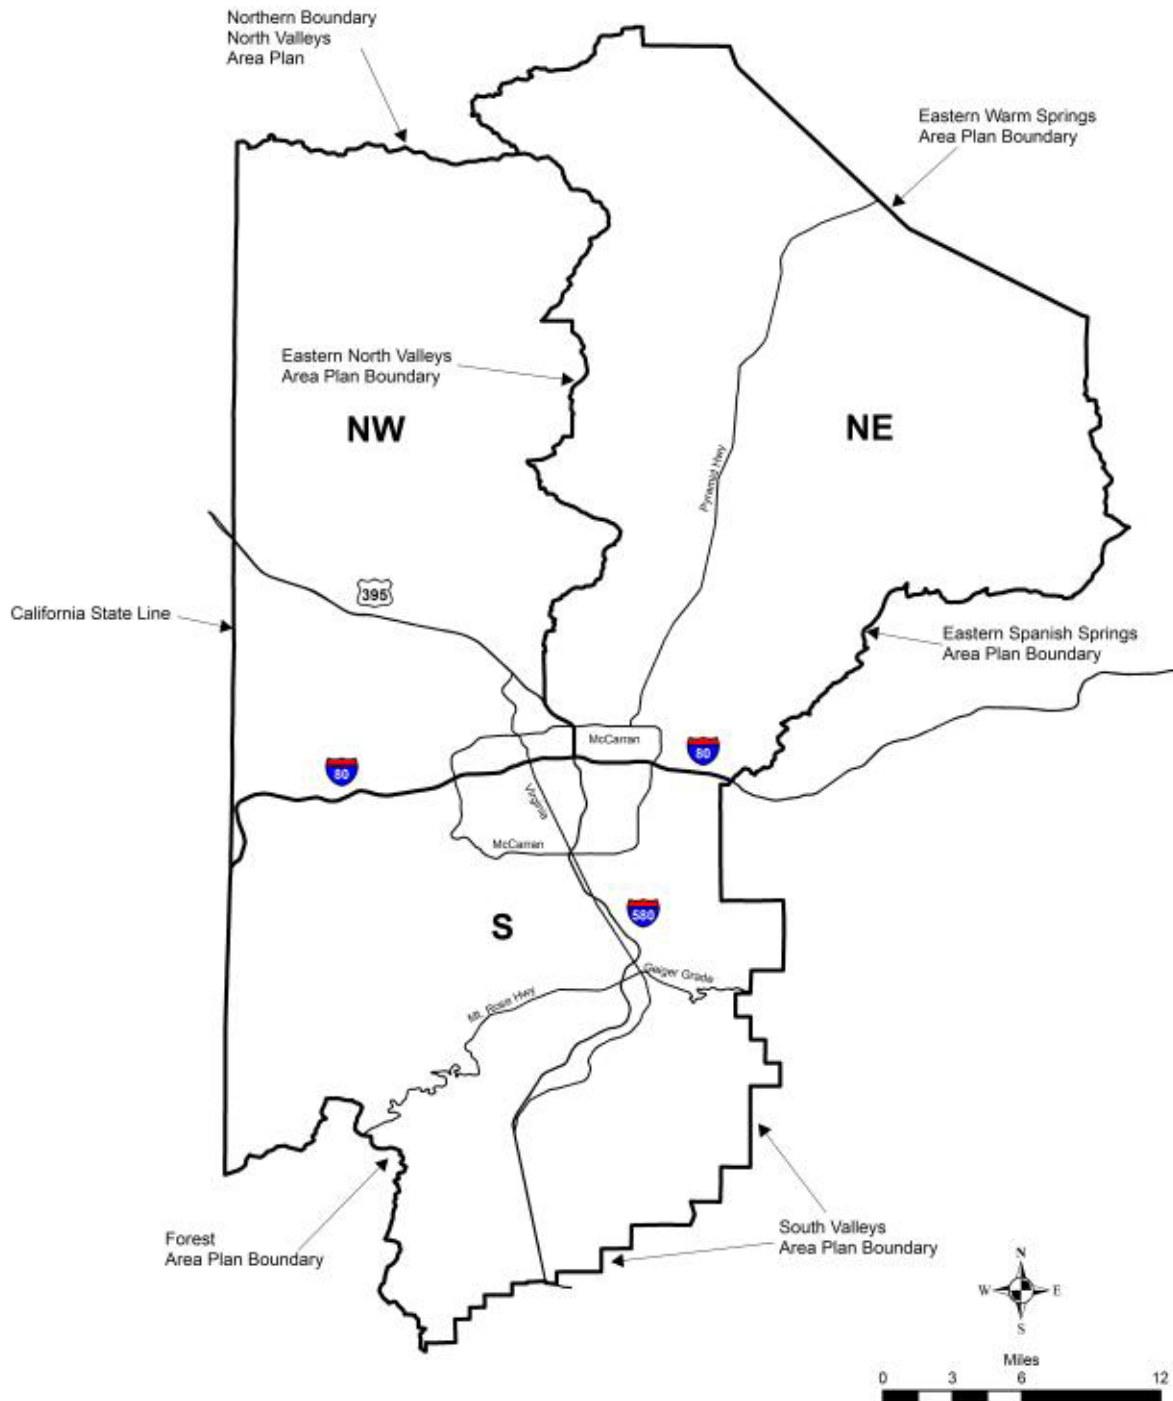 Northern Boundary
North Valleys
Area Plan
Eastern Warm Springs
Area Plan Boundary
Eastern North Valleys
Area Plan Boundary
NW
NE
Pyramid Hwy
395
California State Line
Eastern Spanish Springs
Area Plan Boundary
McCarran
80
80
Virginia
McCarran
580
S
Geiger Grade
Mt. Rose Hwy
Forest
Area Plan Boundary
South Valleys
Area Plan Boundary
N
W
E
S
Miles
0 3 6 12